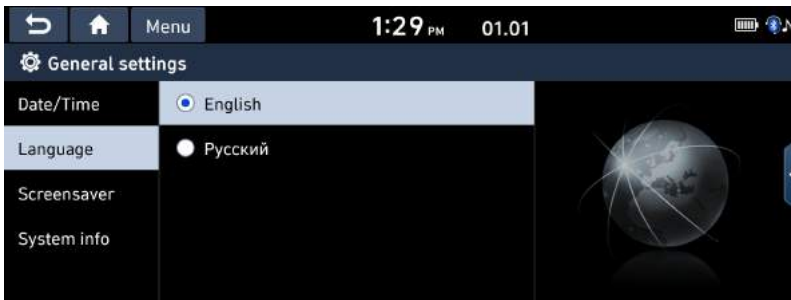 Menu 1:29 PM 01.01
General settings
Date/Time
Language
Screensaver
System info
English
Русский